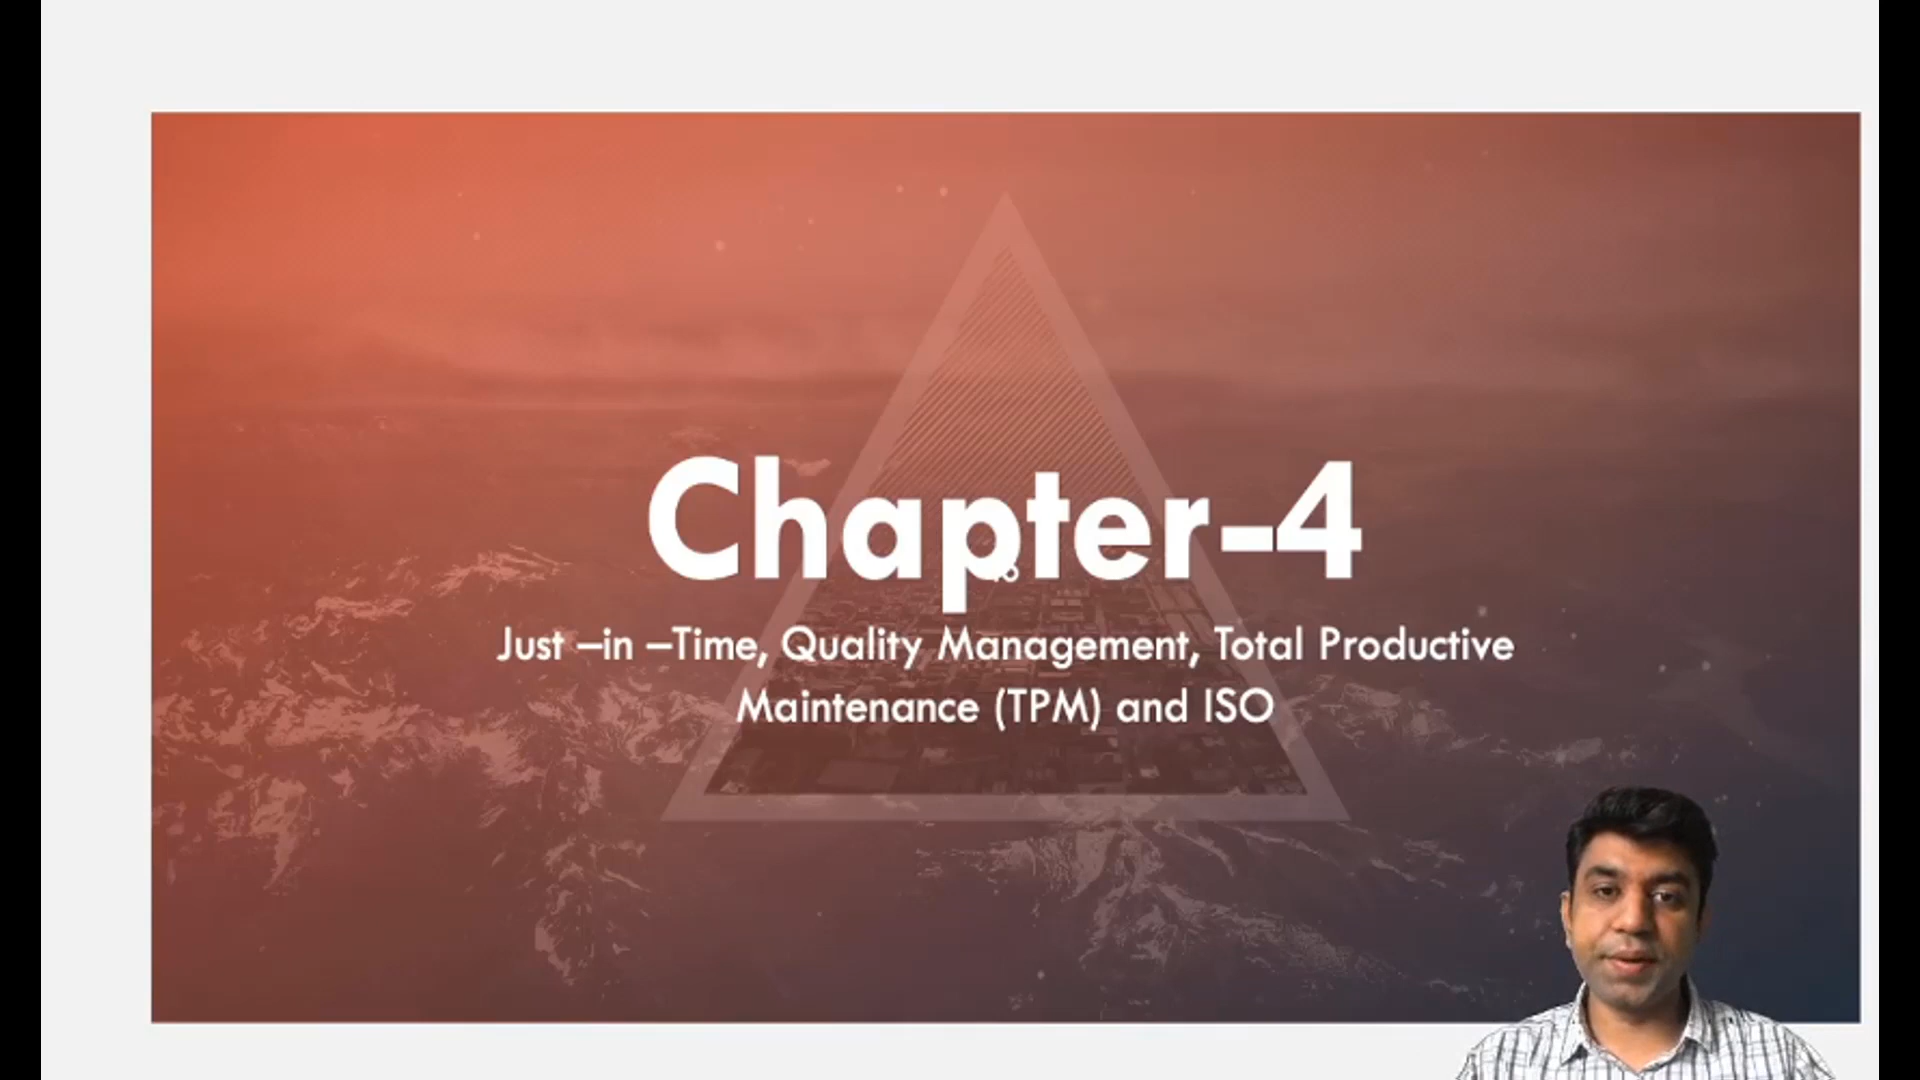 Chapter-4
Just –in –Time, Quality Management, Total Productive
Maintenance (TPM) and ISO